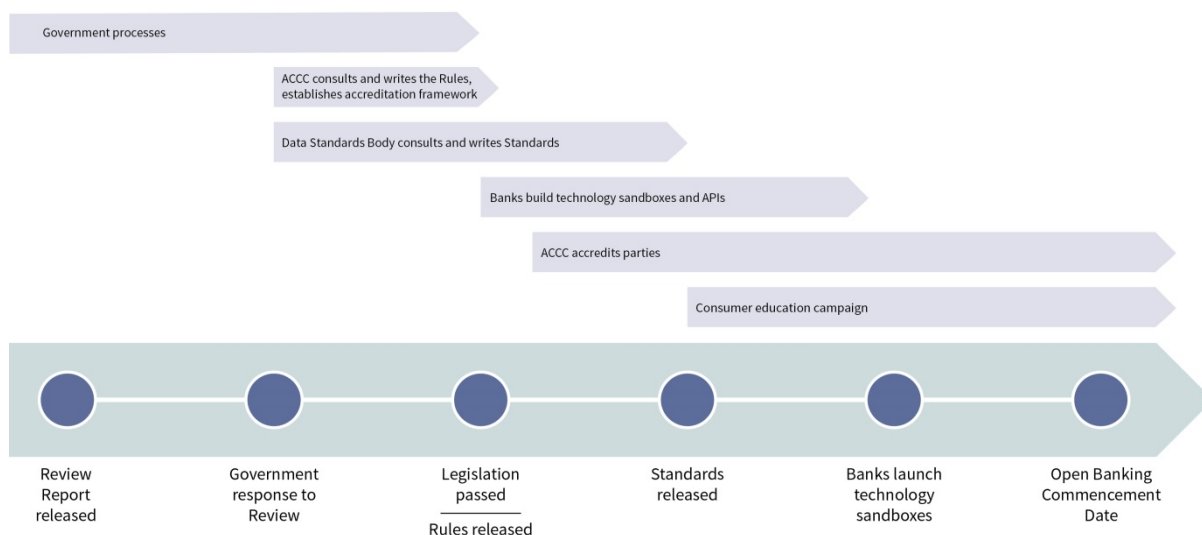 Government processes
ACCC consults and writes the Rules,
establishes accreditation framework
Data Standards Body consults and writes Standards
Banks build technology sandboxes and APIs
ACCC accredits parties
Consumer education campaign
Review
Report
released
Government
response to
Review
Legislation
passed
Rules released
Standards
released
Banks launch
technology
sandboxes
Open Banking
Commencement
Date